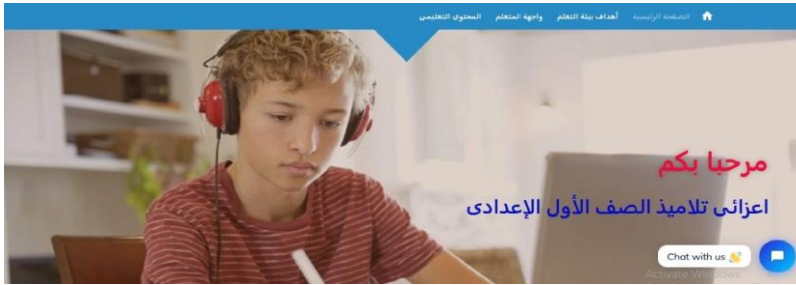 الصفحة الرئيسية أهداف بيئة التعلم واجهة المتعلم المحتوى التعليمي
مرحبا بكم
اعزائى تلاميذ الصف الأول الإعدادى
Chat with us 👋
Activate Windows